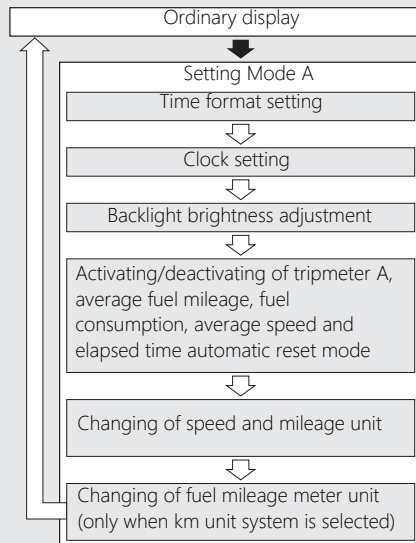 Ordinary display
Setting Mode A
Time format setting
Clock setting
Backlight brightness adjustment
Activating/deactivating of tripmeter A,
average fuel mileage, fuel
consumption, average speed and
elapsed time automatic reset mode
Changing of speed and mileage unit
Changing of fuel mileage meter unit
(only when km unit system is selected)